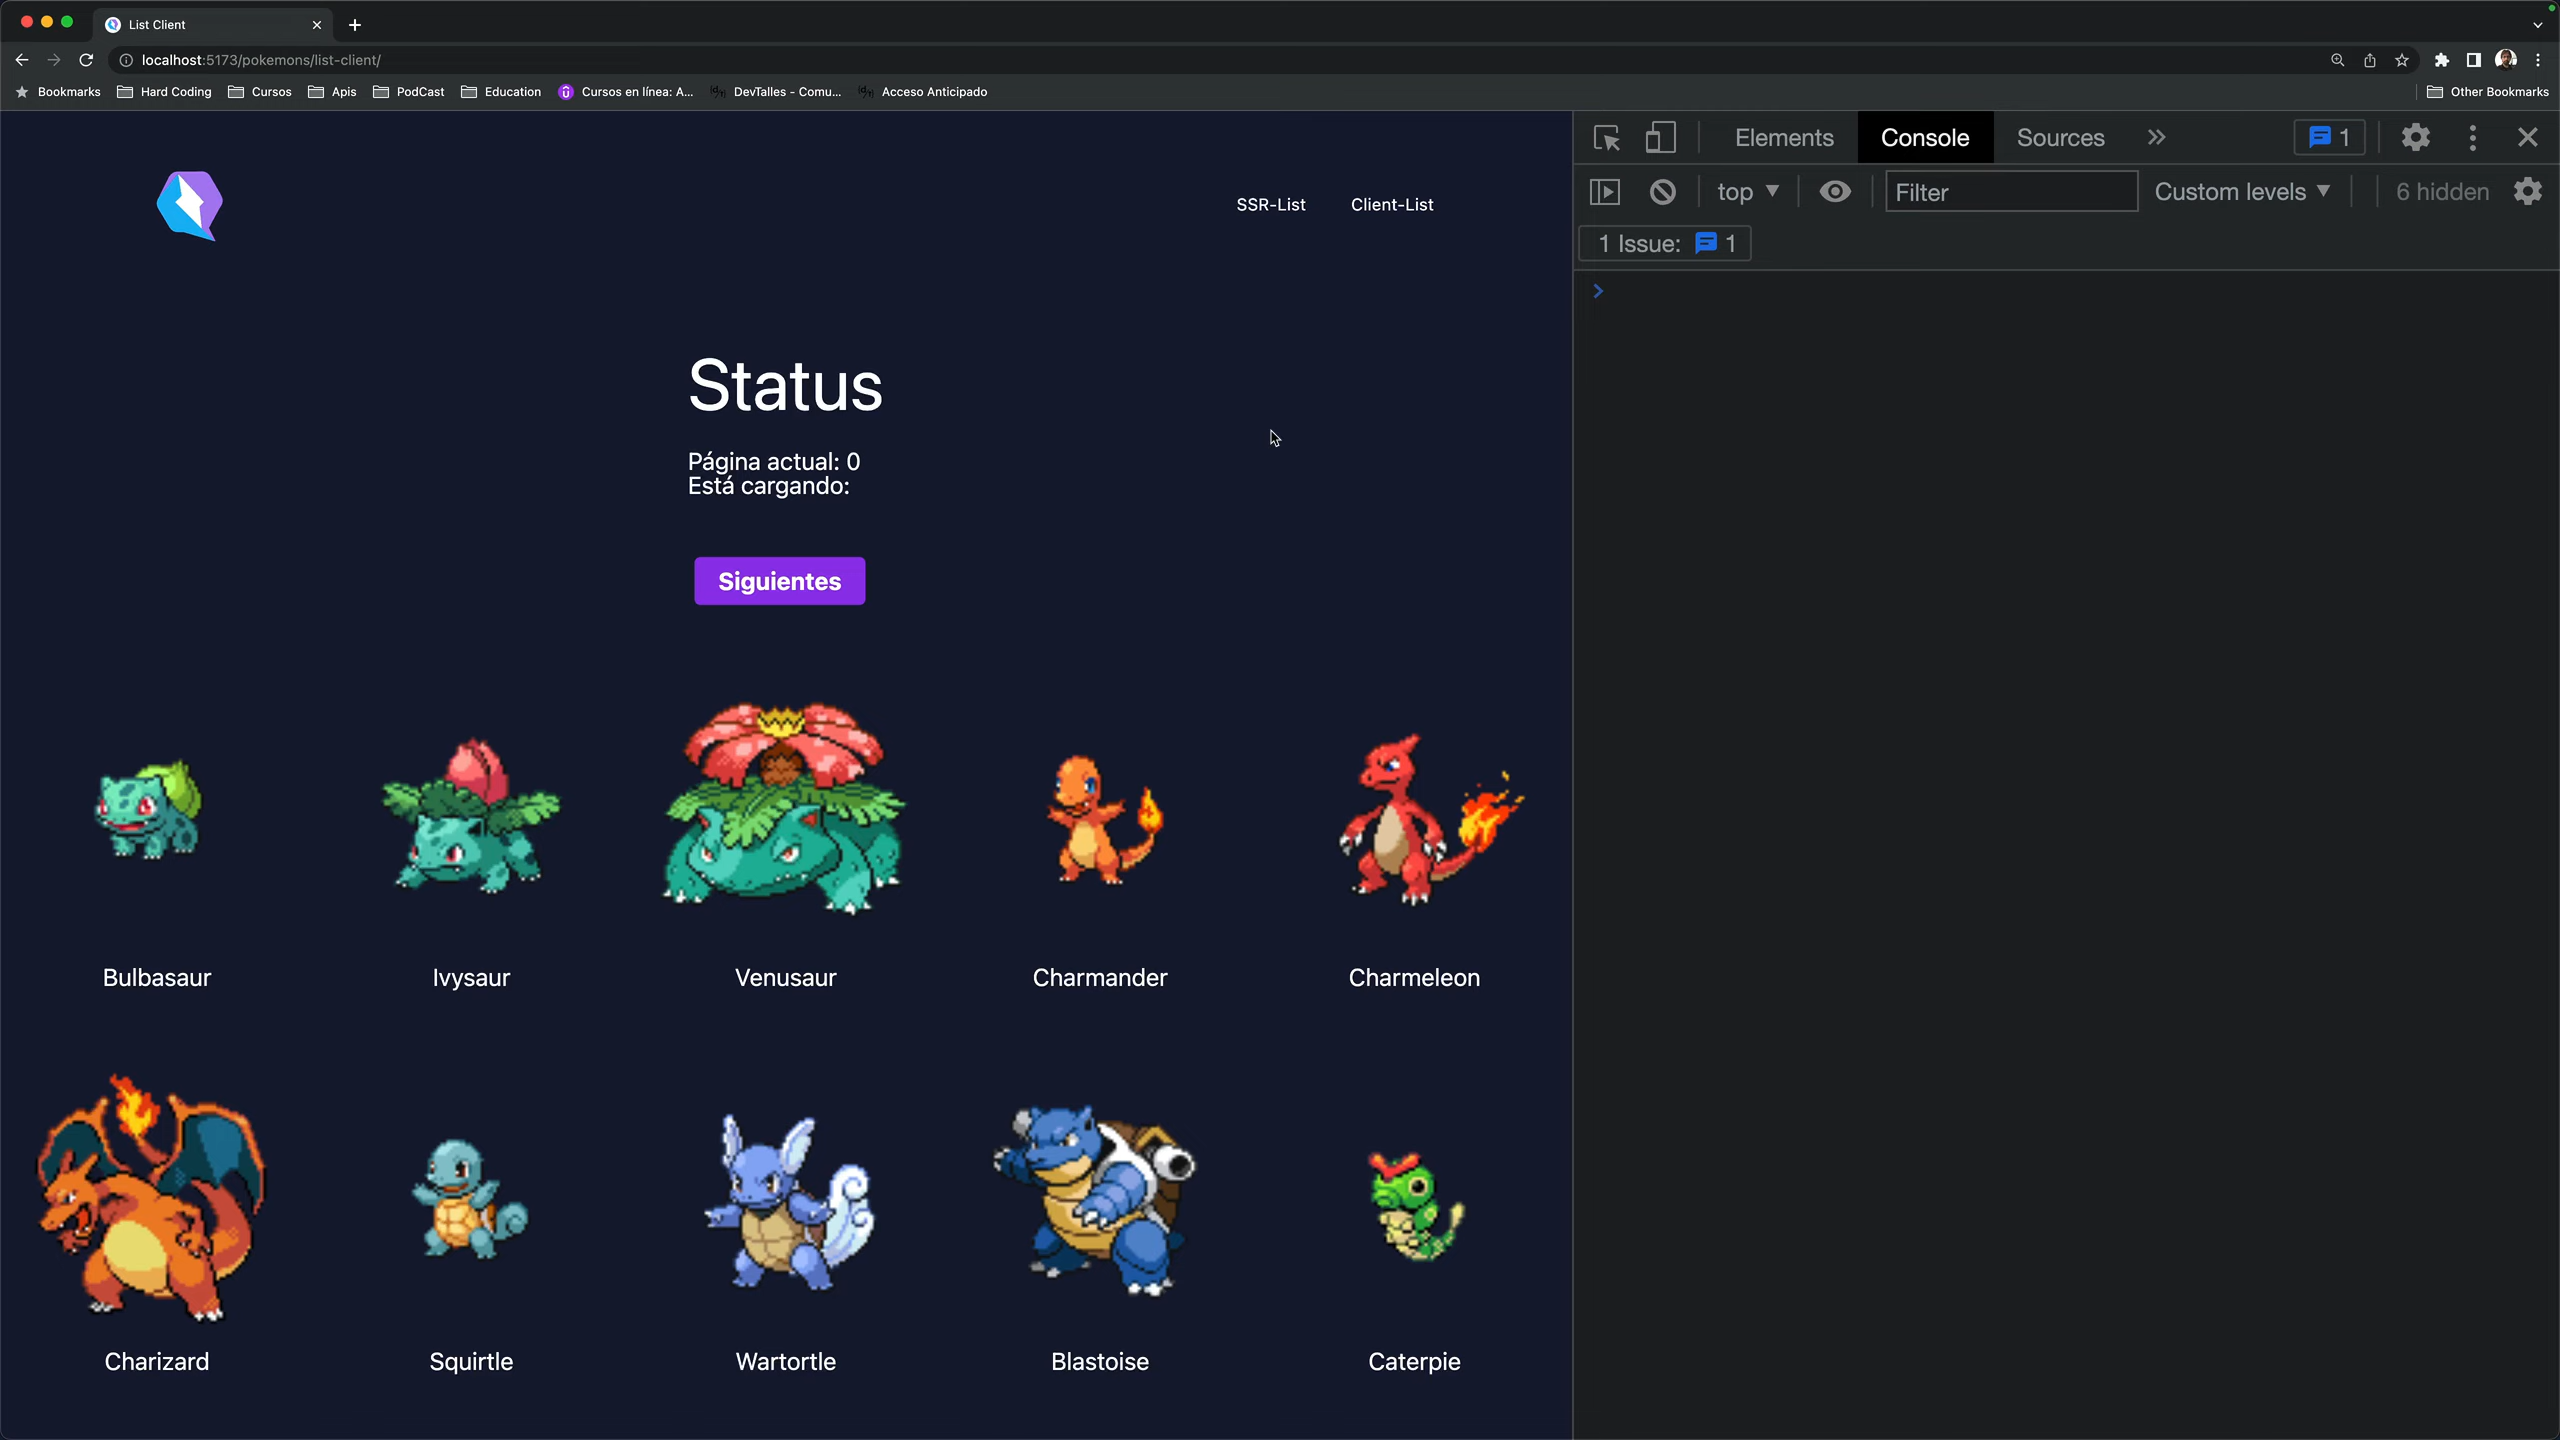 List Client
localhost:5173/pokemons/list-client/
Bookmarks Hard Coding Cursos Apis PodCast Education Cursos en línea: A... DevTalles - Comu... Acceso Anticipado Other Bookmarks
SSR-List Client-List
Status
Página actual: 0
Está cargando:
Siguientes
Bulbasaur Ivysaur Venusaur Charmander Charmeleon
Charizard Squirtle Wartortle Blastoise Caterpie
Elements Console Sources 1
top Filter Custom levels 6 hidden
1 Issue: 1